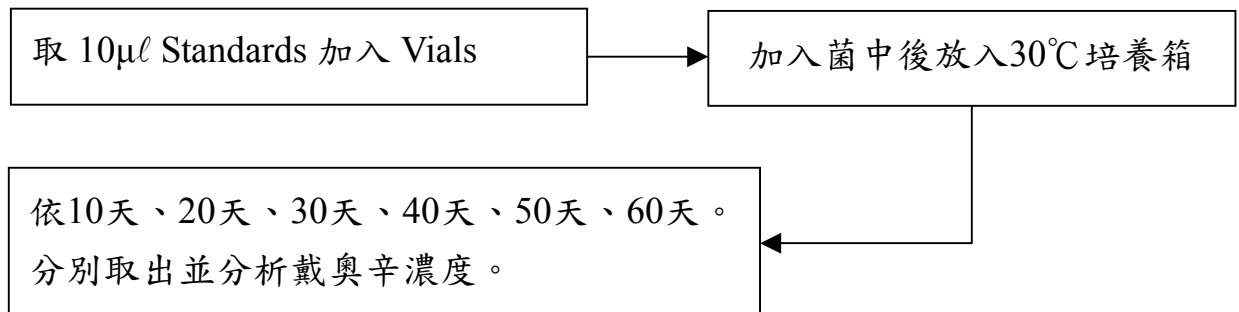 取 10μℓ Standards 加入 Vials
加入菌中後放入30℃培養箱
依10天、20天、30天、40天、50天、60天。
分別取出並分析戴奧辛濃度。